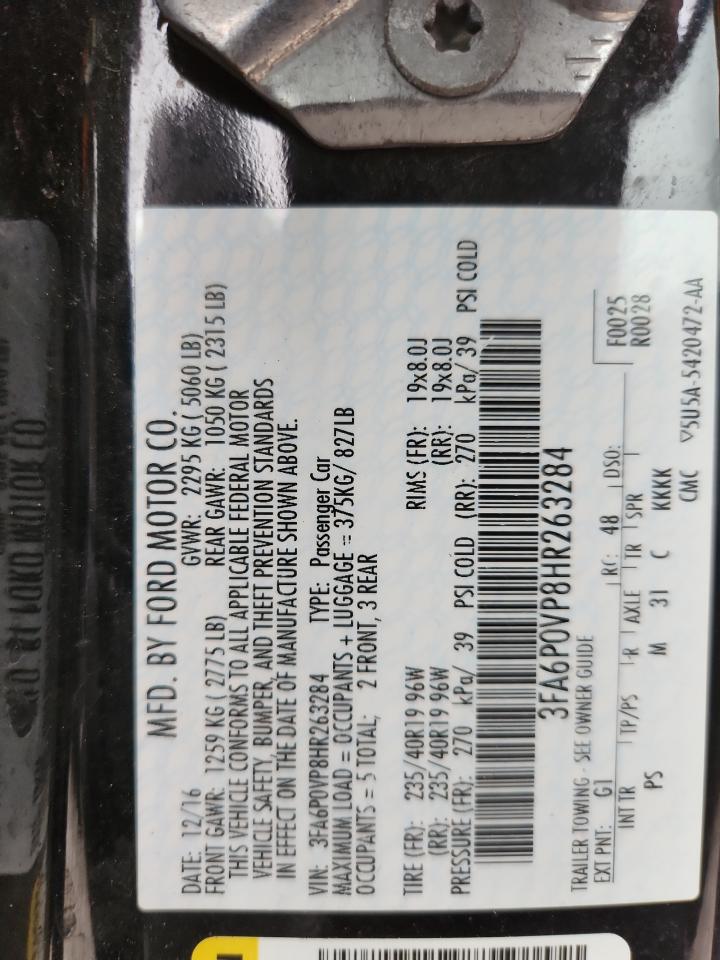 MFD. BY FORD MOTOR CO.
DATE: 12/16 GVWR: 2295 KG ( 5060 LB)
FRONT GAWR: 1259 KG ( 2775 LB) REAR GAWR: 1050 KG ( 2315 LB)
THIS VEHICLE CONFORMS TO ALL APPLICABLE FEDERAL MOTOR
VEHICLE SAFETY, BUMPER, AND THEFT PREVENTION STANDARDS
IN EFFECT ON THE DATE OF MANUFACTURE SHOWN ABOVE.
VIN: 3FA6P0VP8HR263284 TYPE: Passenger Car
MAXIMUM LOAD = OCCUPANTS + LUGGAGE = 375KG/ 827LB
OCCUPANTS = 5 TOTAL; 2 FRONT, 3 REAR
TIRE (FR): 235/40R19 96W RIMS (FR): 19x8.0J
(RR): 235/40R19 96W (RR): 19x8.0J
PRESSURE (FR): 270 kPa/ 39 PSI COLD (RR): 270 kPa/ 39 PSI COLD
3FA6P0VP8HR263284
TRAILER TOWING - SEE OWNER GUIDE
F0025
EXT PNT: G1 RC: 48 DSO: R0028
INT TR TP/PS R AXLE TR SPR
PS M 31 C KKKK
CMC ▽5U5A-5420472-AA